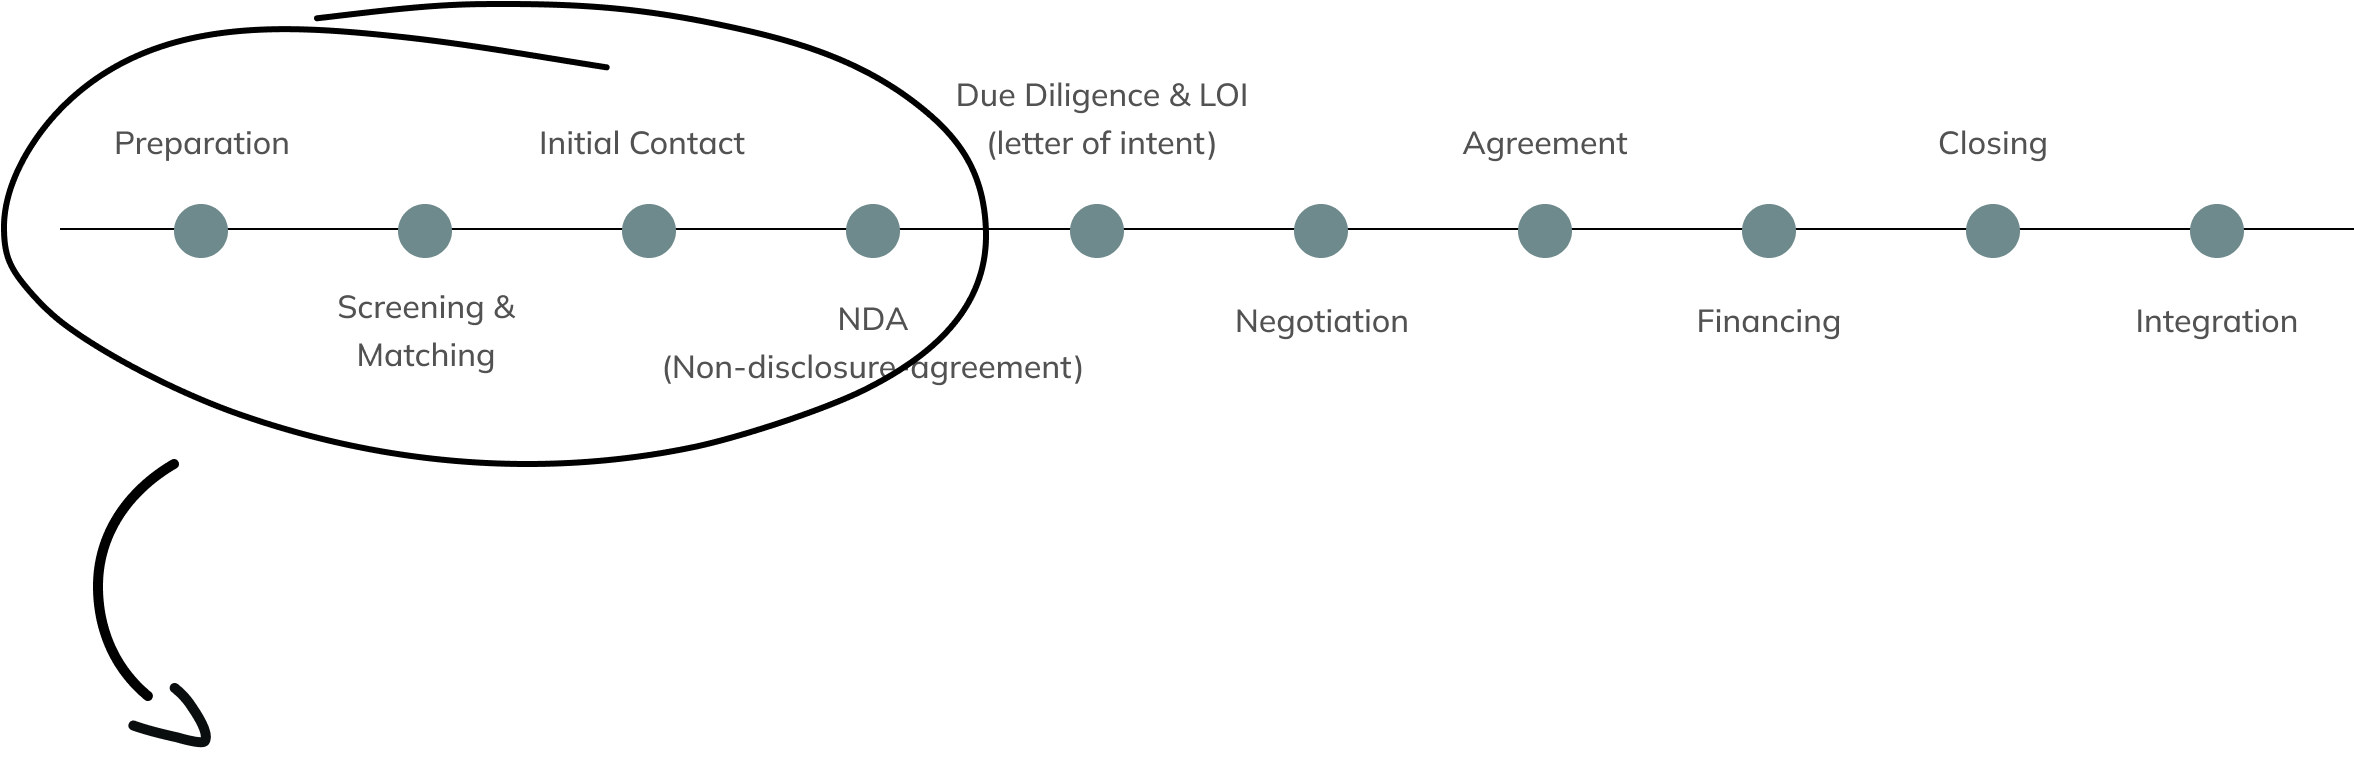 Preparation
Screening &
Matching
Initial Contact
NDA
(Non-disclosure-agreement)
Due Diligence & LOI
(letter of intent)
Negotiation
Agreement
Financing
Closing
Integration